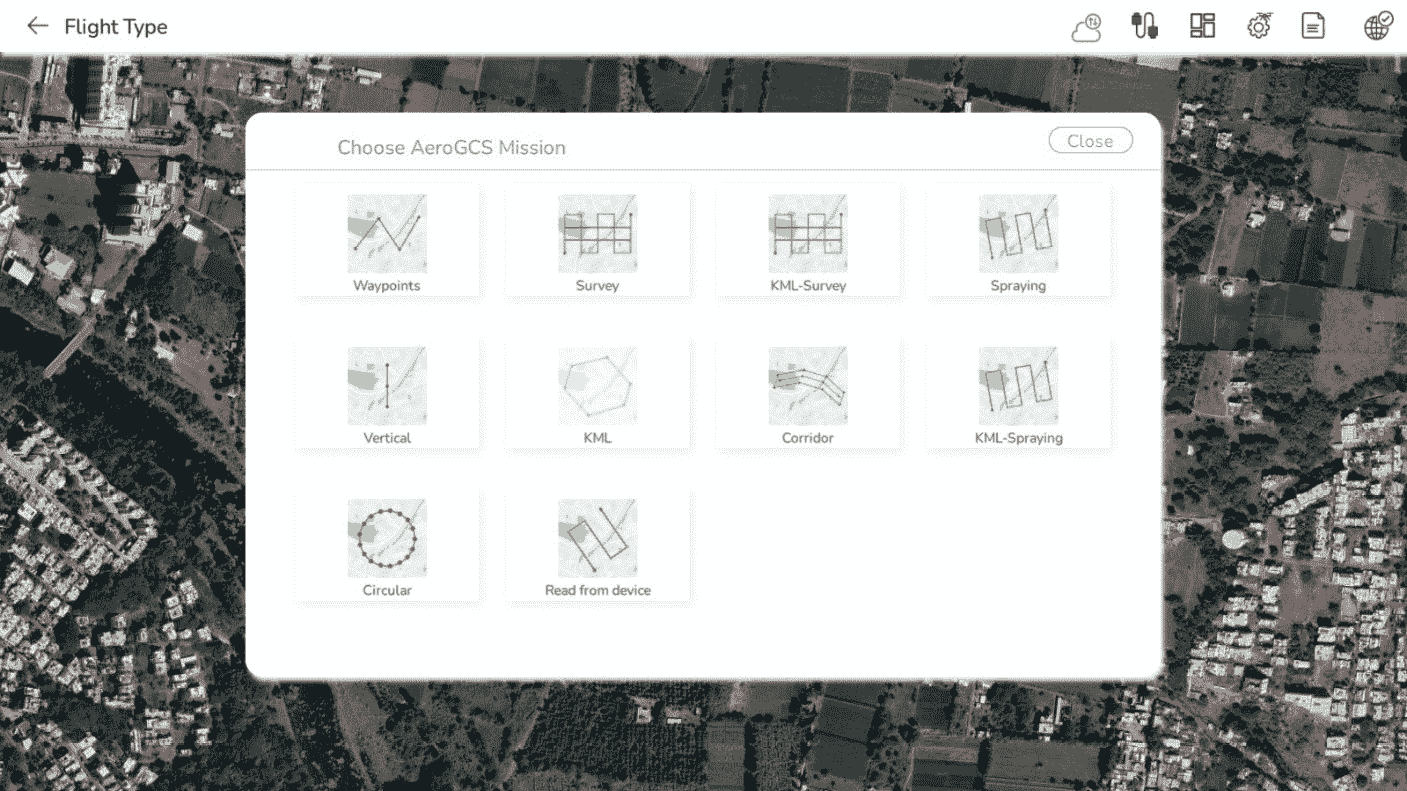 Flight Type
Choose AeroGCS Mission
Close
Waypoints
Survey
KML-Survey
Spraying
Vertical
KML
Corridor
KML-Spraying
Circular
Read from device